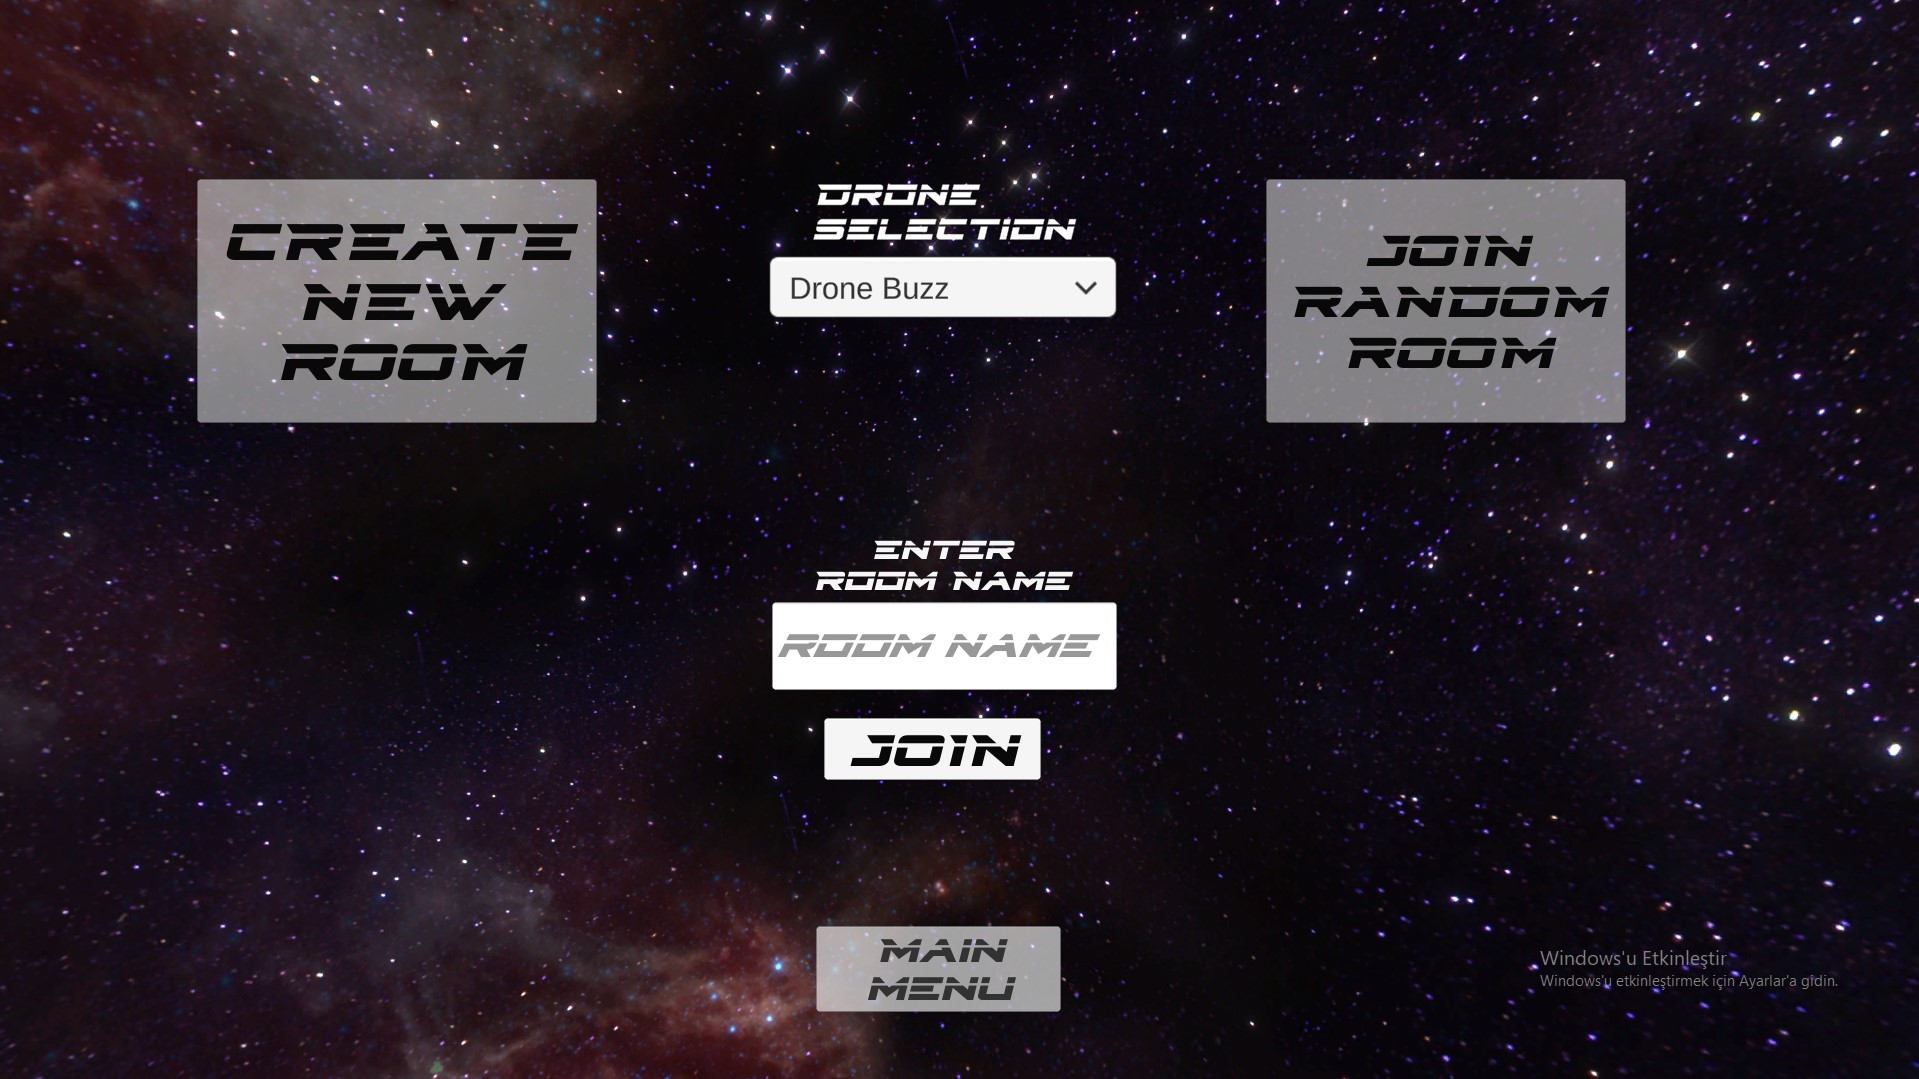 CREATE
NEW
ROOM
DRONE
SELECTION
Drone Buzz
JOIN
RANDOM
ROOM
ENTER
ROOM NAME
ROOM NAME
JOIN
MAIN
MENU
Windows'u Etkinleştir
Windows'u etkinleştirmek için Ayarlar'a gidin.